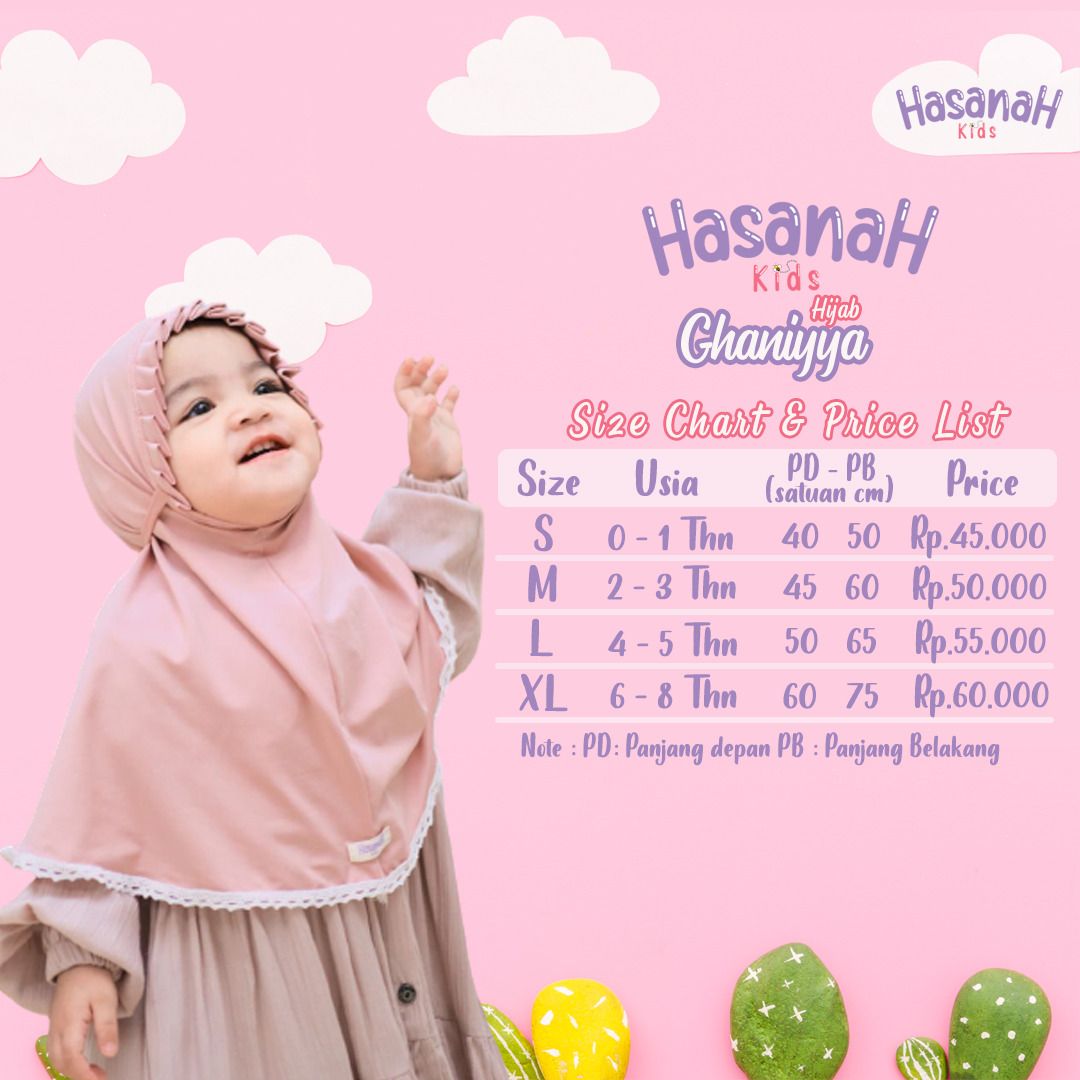 HasanaH
Kids
HasanaH
Kids
Hijab
Ghaniyya
Size Chart & Price List
Size Usia PD - PB (satuan cm) Price
S 0 - 1 Thn 40 50 Rp.45.000
M 2 - 3 Thn 45 60 Rp.50.000
L 4 - 5 Thn 50 65 Rp.55.000
XL 6 - 8 Thn 60 75 Rp.60.000
Note : PD: Panjang depan PB : Panjang Belakang
HasanaH